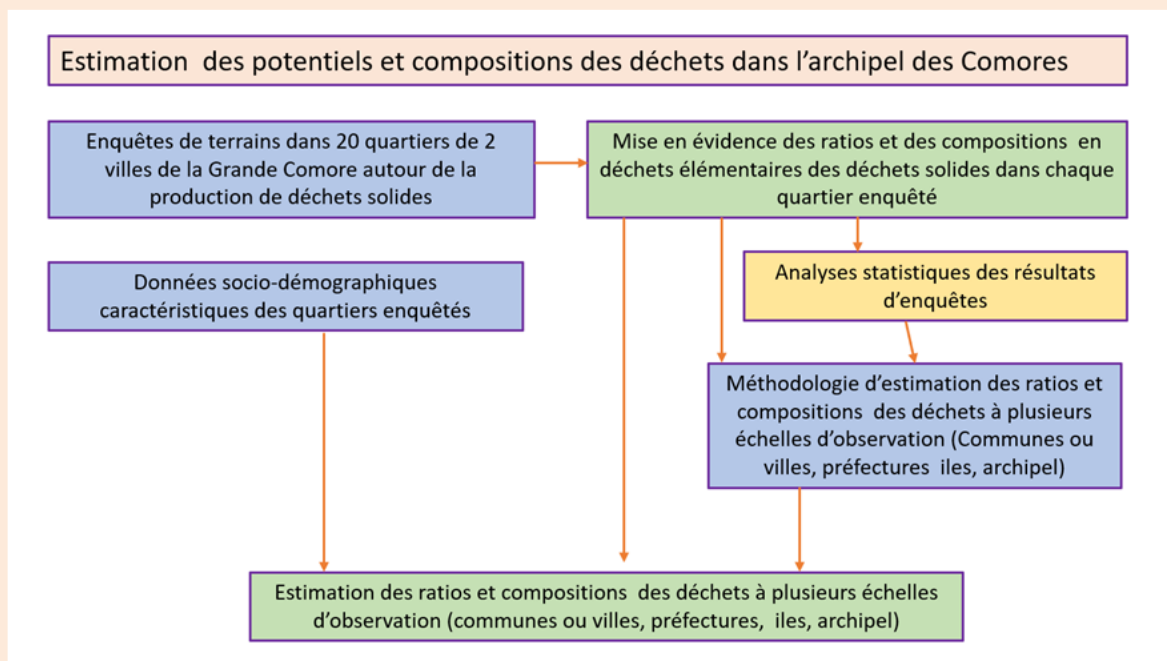 Estimation des potentiels et compositions des déchets dans l'archipel des Comores
Enquêtes de terrains dans 20 quartiers de 2
villes de la Grande Comore autour de la
production de déchets solides
Mise en évidence des ratios et des compositions en
déchets élémentaires des déchets solides dans chaque
quartier enquêté
Données socio-démographiques
caractéristiques des quartiers enquêtés
Analyses statistiques des résultats
d'enquêtes
Méthodologie d'estimation des ratios et
compositions des déchets à plusieurs
échelles d'observation (Communes ou
villes, préfectures iles, archipel)
Estimation des ratios et compositions des déchets à plusieurs échelles
d'observation (communes ou villes, préfectures, iles, archipel)